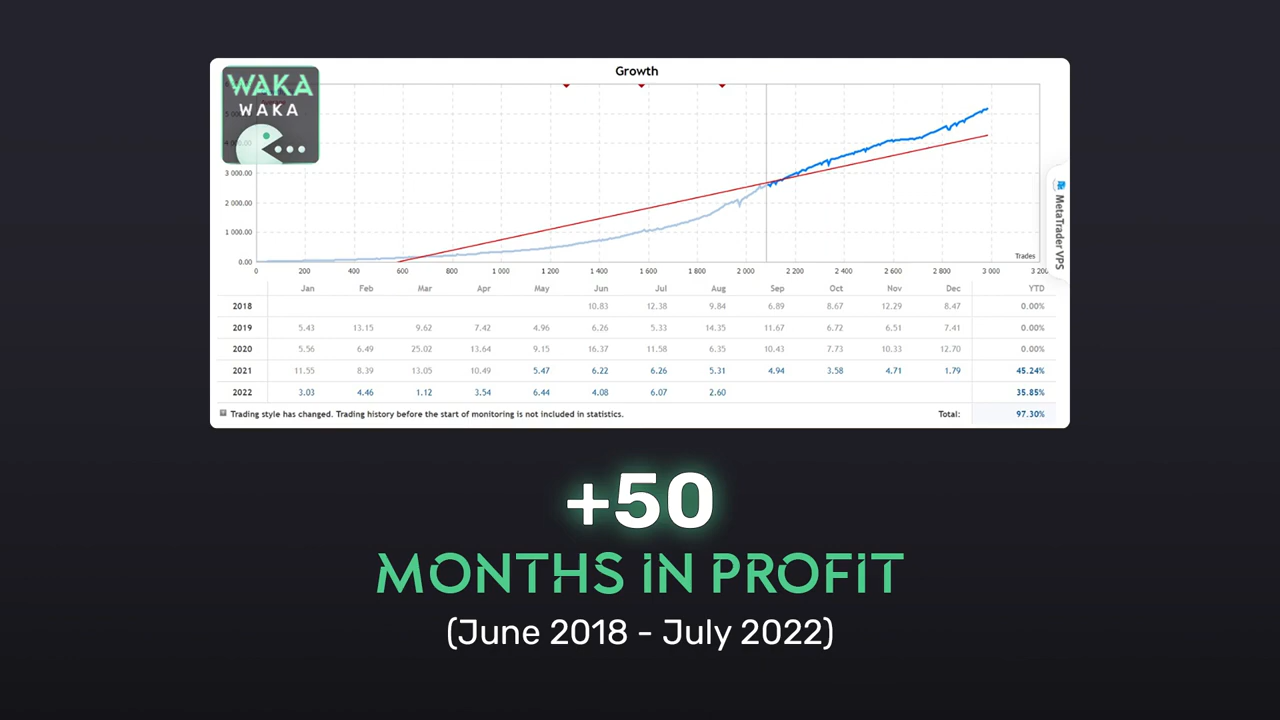 WAKA
WAKA
Growth
5 000.00
4 000.00
3 000.00
2 000.00
1 000.00
0.00
Trades
0 200 400 600 800 1 000 1 200 1 400 1 600 1 800 2 000 2 200 2 400 2 600 2 800 3 000 3 200
MetaTrader VPS
Jan Feb Mar Apr May Jun Jul Aug Sep Oct Nov Dec YTD
2018 10.83 12.38 9.84 6.89 8.67 12.29 8.47 0.00%
2019 5.43 13.15 9.62 7.42 4.96 6.26 5.33 14.35 11.67 6.72 6.51 7.41 0.00%
2020 5.56 6.49 25.02 13.64 9.15 16.37 11.58 6.35 10.43 7.73 10.33 12.70 0.00%
2021 11.55 8.39 13.05 10.49 5.47 6.22 6.26 5.31 4.94 3.58 4.71 1.79 45.24%
2022 3.03 4.46 1.12 3.54 6.44 4.08 6.07 2.60 35.85%
Trading style has changed. Trading history before the start of monitoring is not included in statistics. Total: 97.30%
+50
MONTHS IN PROFIT
(June 2018 - July 2022)